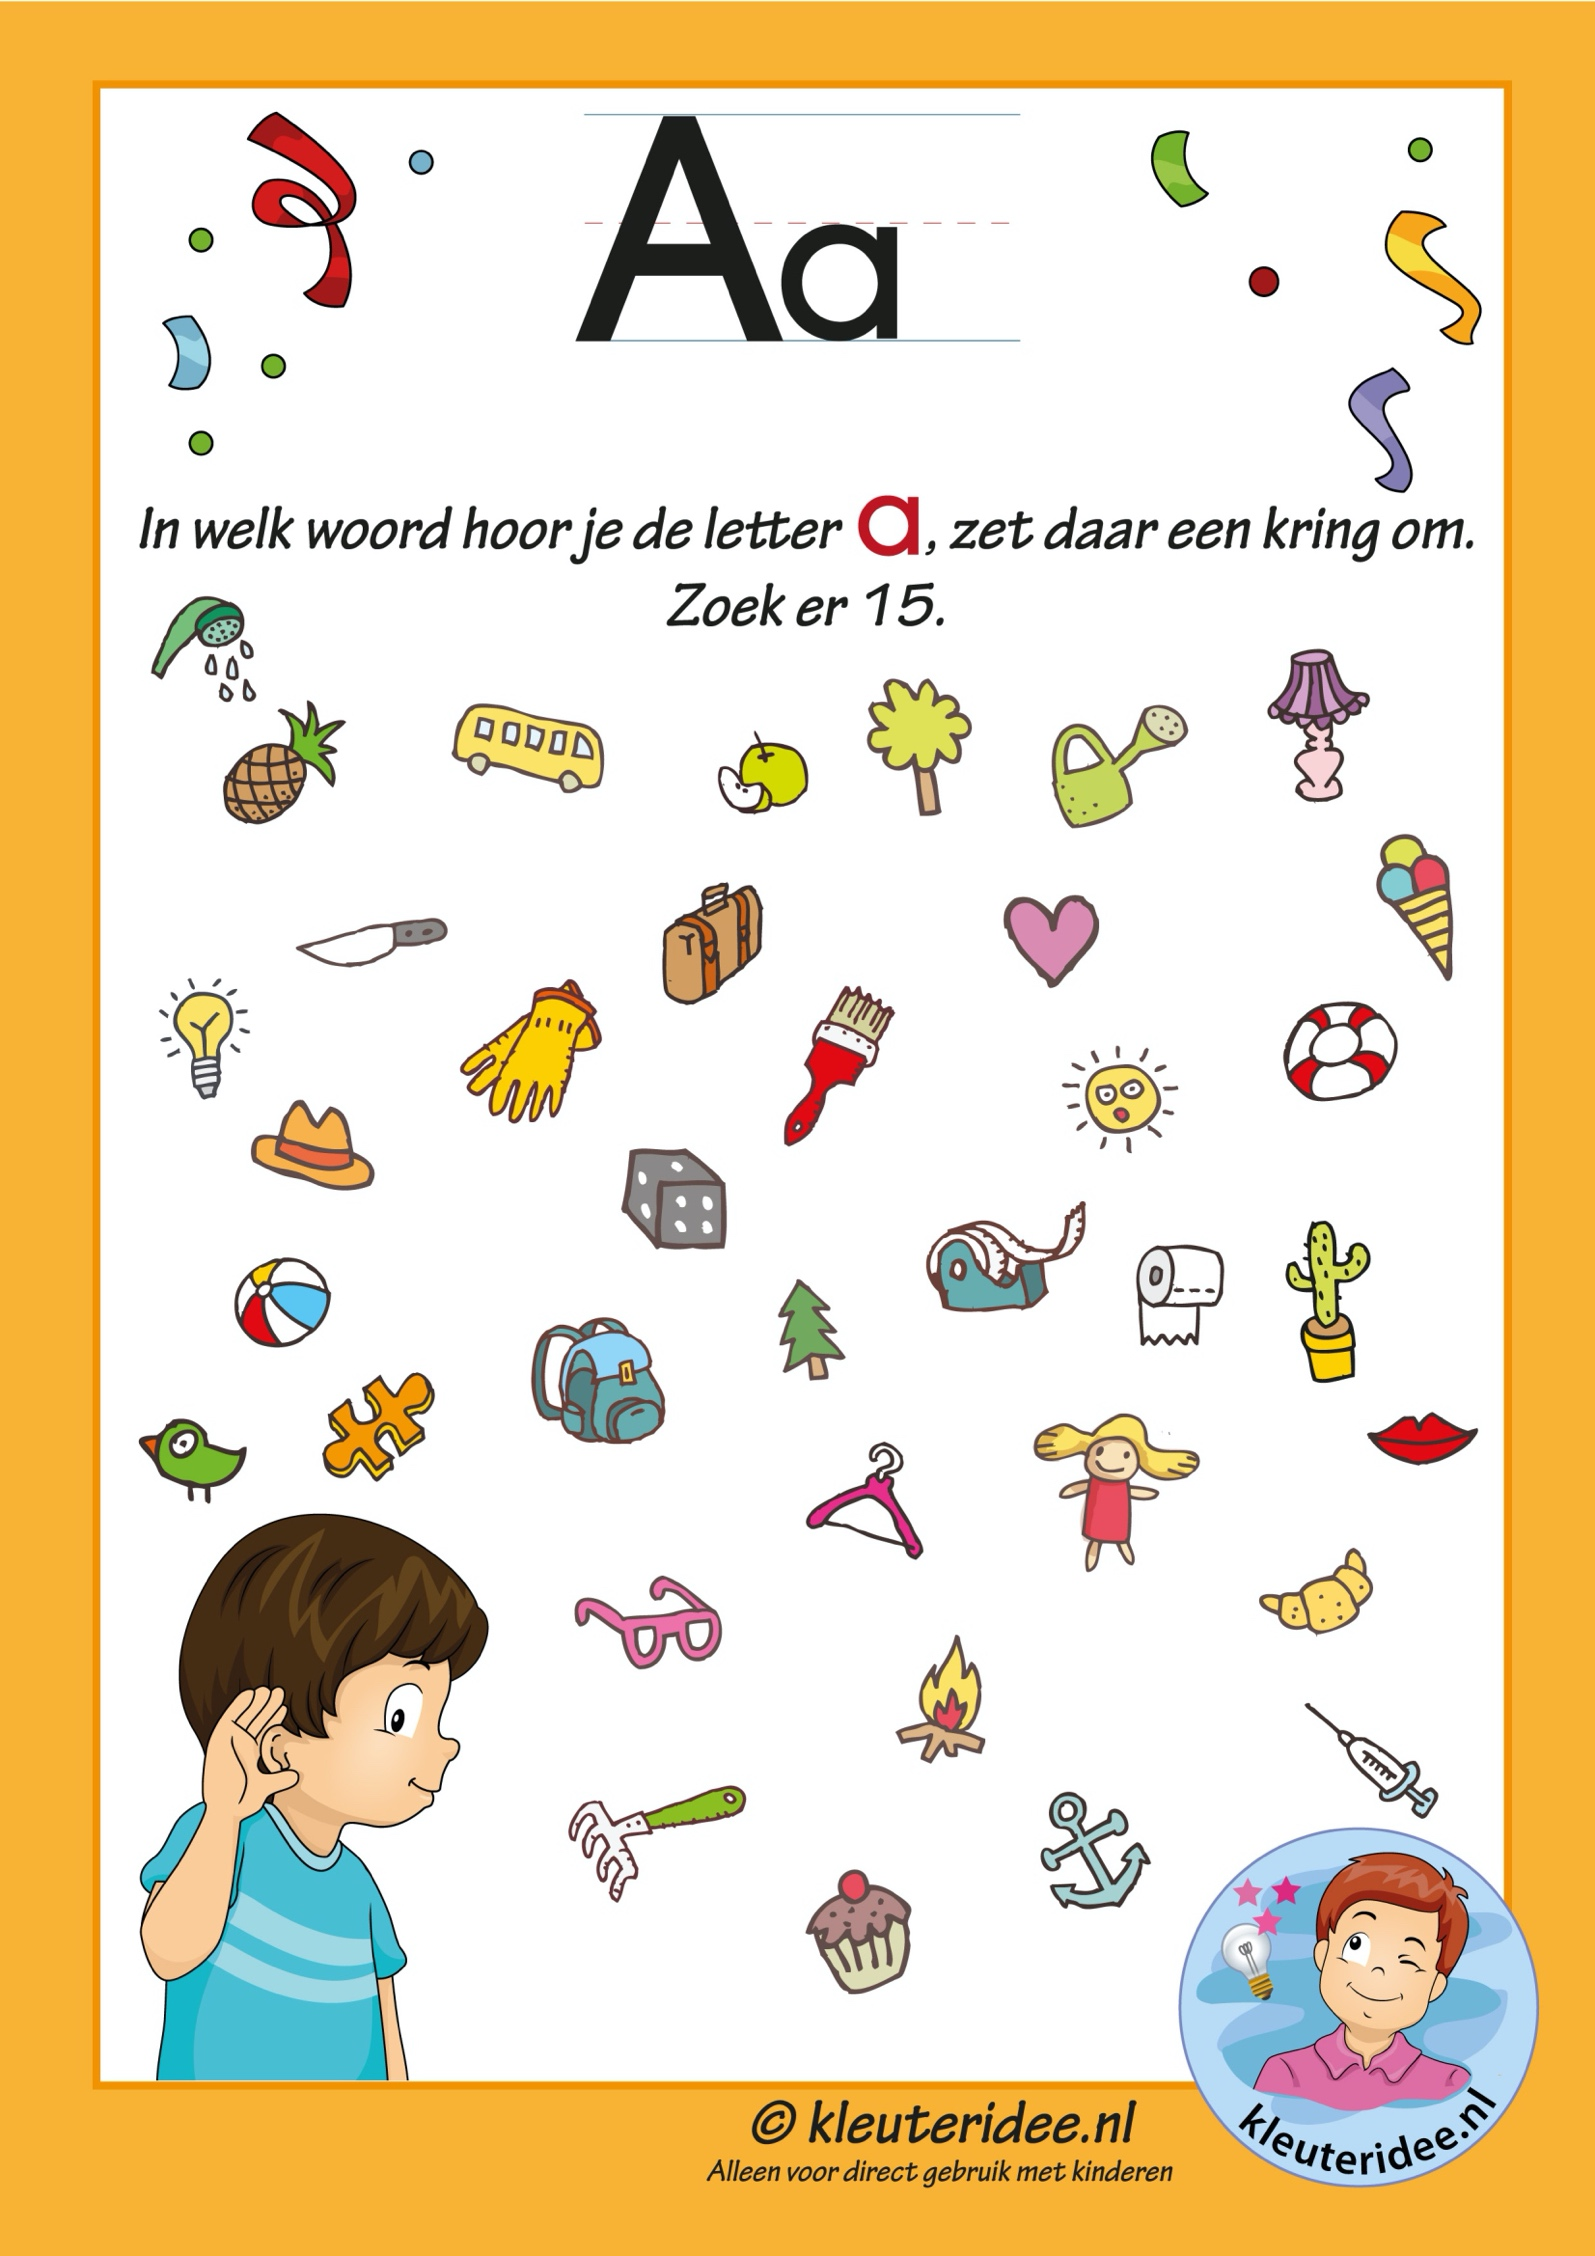 Aa
In welk woord hoor je de letter a, zet daar een kring om.
Zoek er 15.
© kleuteridee.nl
Alleen voor direct gebruik met kinderen
kleuteridee.nl